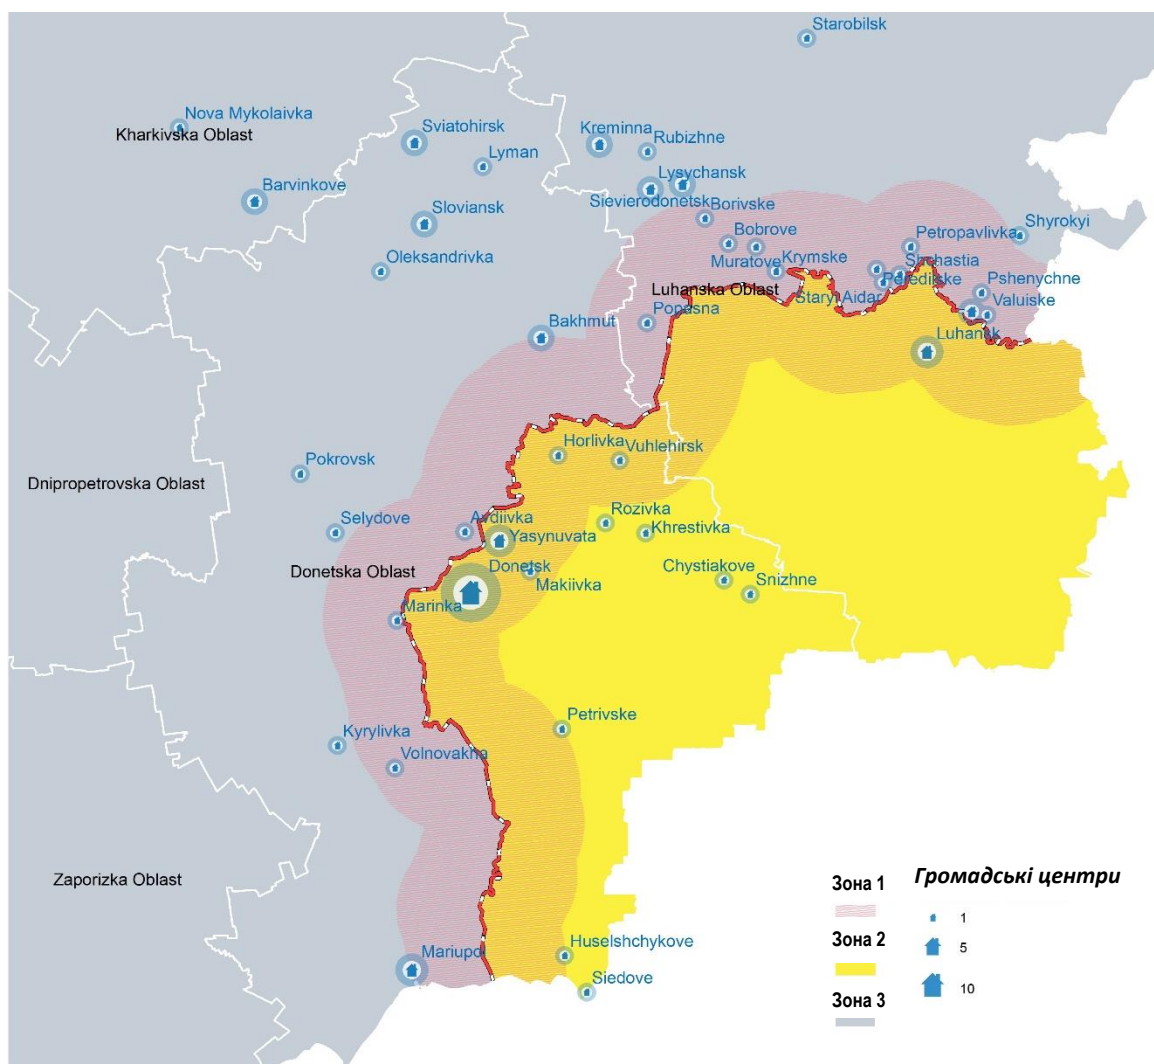 Starobilsk
Nova Mykolaivka
Kharkivska Oblast
Sviatohirsk
Kreminna
Rubizhne
Lyman
Lysychansk
Barvinkove
Sievierodonetsk
Borivske
Sloviansk
Bobrove
Petropavlivka
Shyrokyi
Oleksandrivka
Muratove
Krymske
Shchastia
Peredilske
Luhanska Oblast
Staryi Aidar
Pshenychne
Valuiske
Popasna
Bakhmut
Luhansk
Horlivka
Vuhlehirsk
Pokrovsk
Dnipropetrovska Oblast
Selydove
Avdiivka
Rozivka
Yasynuvata
Khrestivka
Donetska Oblast
Donetsk
Makiivka
Chystiakove
Snizhne
Marinka
Petrivske
Kyrylivka
Volnovakha
Zaporizka Oblast
Mariupol
Huselshchykove
Siedove
Зона 1
Зона 2
Зона 3
Громадські центри
1
5
10